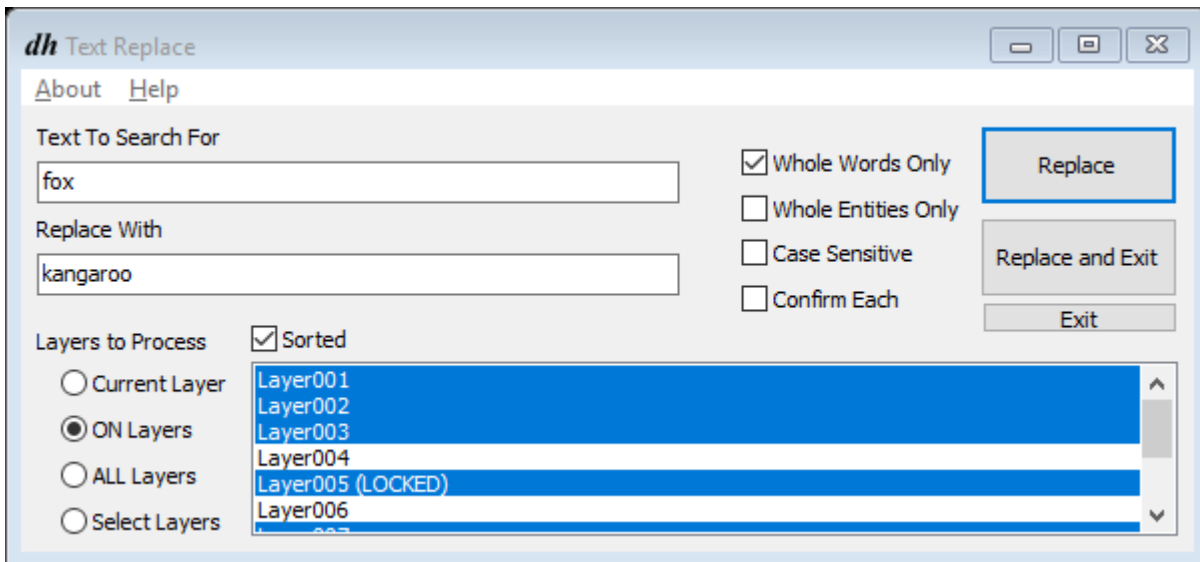 dh Text Replace
About Help
Text To Search For
fox
Replace With
kangaroo
Whole Words Only
Whole Entities Only
Case Sensitive
Confirm Each
Replace
Replace and Exit
Exit
Layers to Process
Sorted
Current Layer
ON Layers
ALL Layers
Select Layers
Layer001
Layer002
Layer003
Layer004
Layer005 (LOCKED)
Layer006